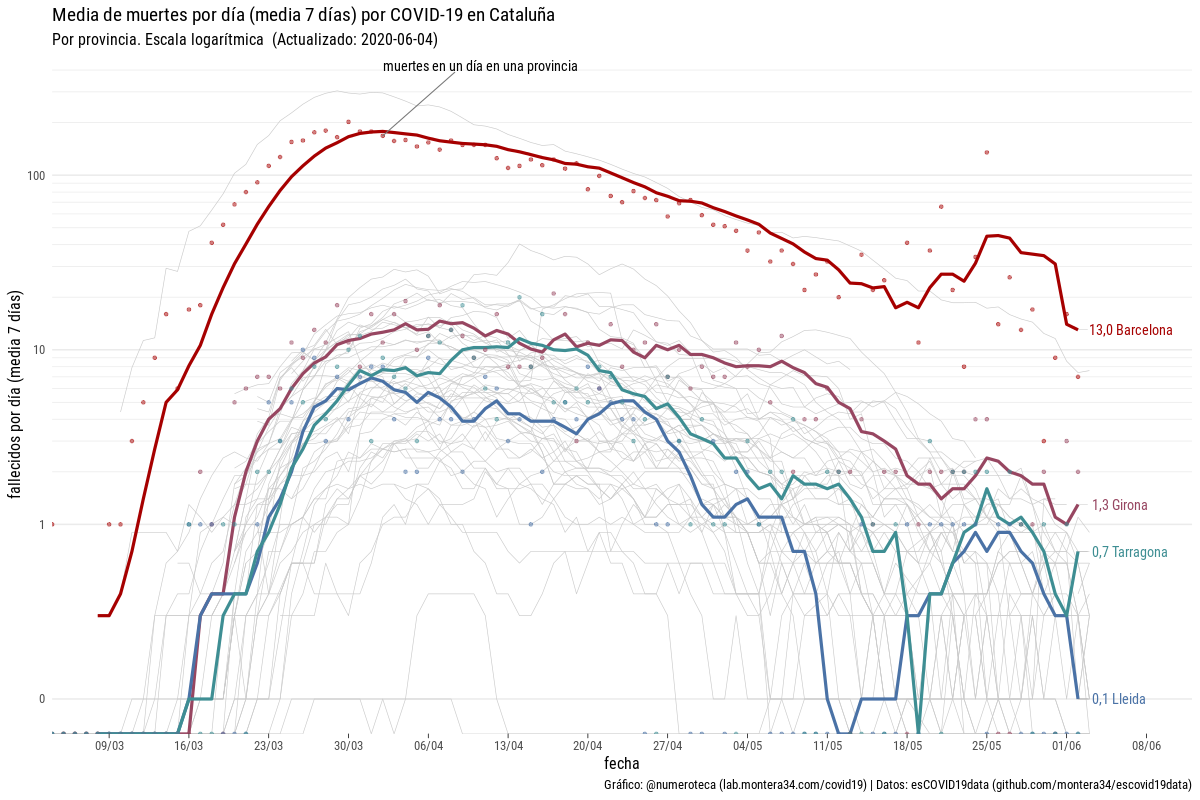 Media de muertes por día (media 7 días) por COVID-19 en Cataluña
Por provincia. Escala logarítmica  (Actualizado: 2020-06-04)
muertes en un día en una provincia
fallecidos por día (media  7 días)
100
10
1
0
13,0 Barcelona
1,3 Girona
0,7 Tarragona
0,1 Lleida
09/03 16/03 23/03 30/03 06/04 13/04 20/04 27/04 04/05 11/05 18/05 25/05 01/06 08/06
fecha
Gráfico: @numeroteca (lab.montera34.com/covid19) | Datos: esCOVID19data (github.com/montera34/escovid19data)